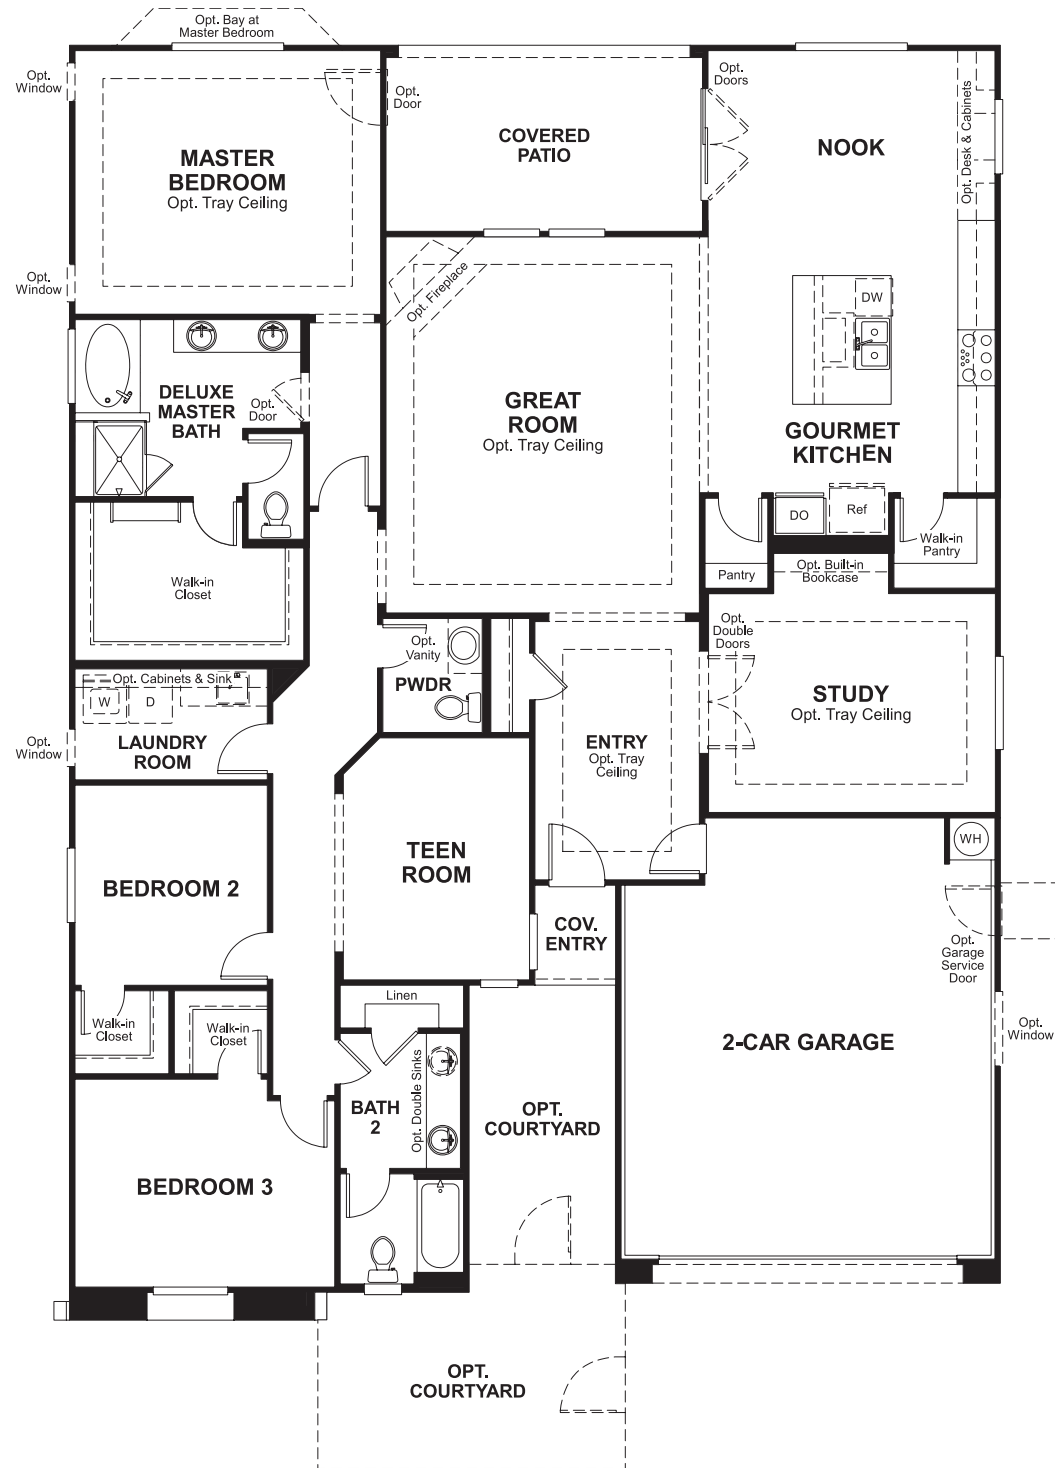 Opt. Bay at
Master Bedroom
Opt.
Window
Opt.
Door
MASTER
BEDROOM
Opt. Tray Ceiling
COVERED
PATIO
Opt.
Doors
NOOK
Opt. Desk & Cabinets
Opt.
Window
Opt. Fireplace
DW
DELUXE
MASTER
BATH
Opt.
Door
GREAT
ROOM
Opt. Tray Ceiling
GOURMET
KITCHEN
DO
Ref
Walk-in
Pantry
Pantry
Opt. Built-in
Bookcase
Walk-in
Closet
Opt.
Vanity
PWDR
Opt.
Double
Doors
STUDY
Opt. Tray Ceiling
Opt. Cabinets & Sink
W
D
LAUNDRY
ROOM
Opt.
Window
ENTRY
Opt. Tray
Ceiling
WH
TEEN
ROOM
BEDROOM 2
COV.
ENTRY
Opt.
Garage
Service
Door
Linen
Walk-in
Closet
Walk-in
Closet
2-CAR GARAGE
Opt.
Window
Opt. Double Sinks
BATH
2
OPT.
COURTYARD
BEDROOM 3
OPT.
COURTYARD